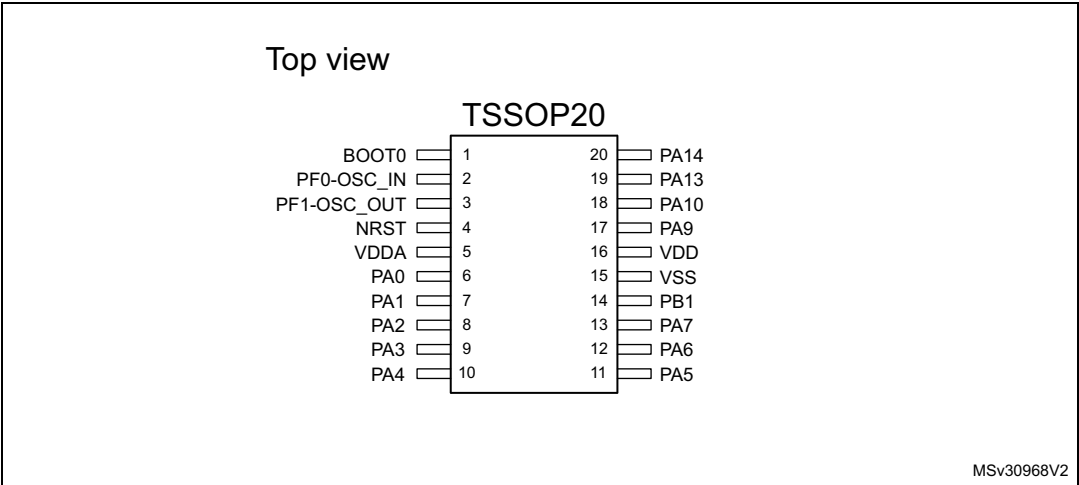 Top view
TSSOP20
BOOT0 1 20 PA14
PF0-OSC_IN 2 19 PA13
PF1-OSC_OUT 3 18 PA10
NRST 4 17 PA9
VDDA 5 16 VDD
PA0 6 15 VSS
PA1 7 14 PB1
PA2 8 13 PA7
PA3 9 12 PA6
PA4 10 11 PA5
MSv30968V2